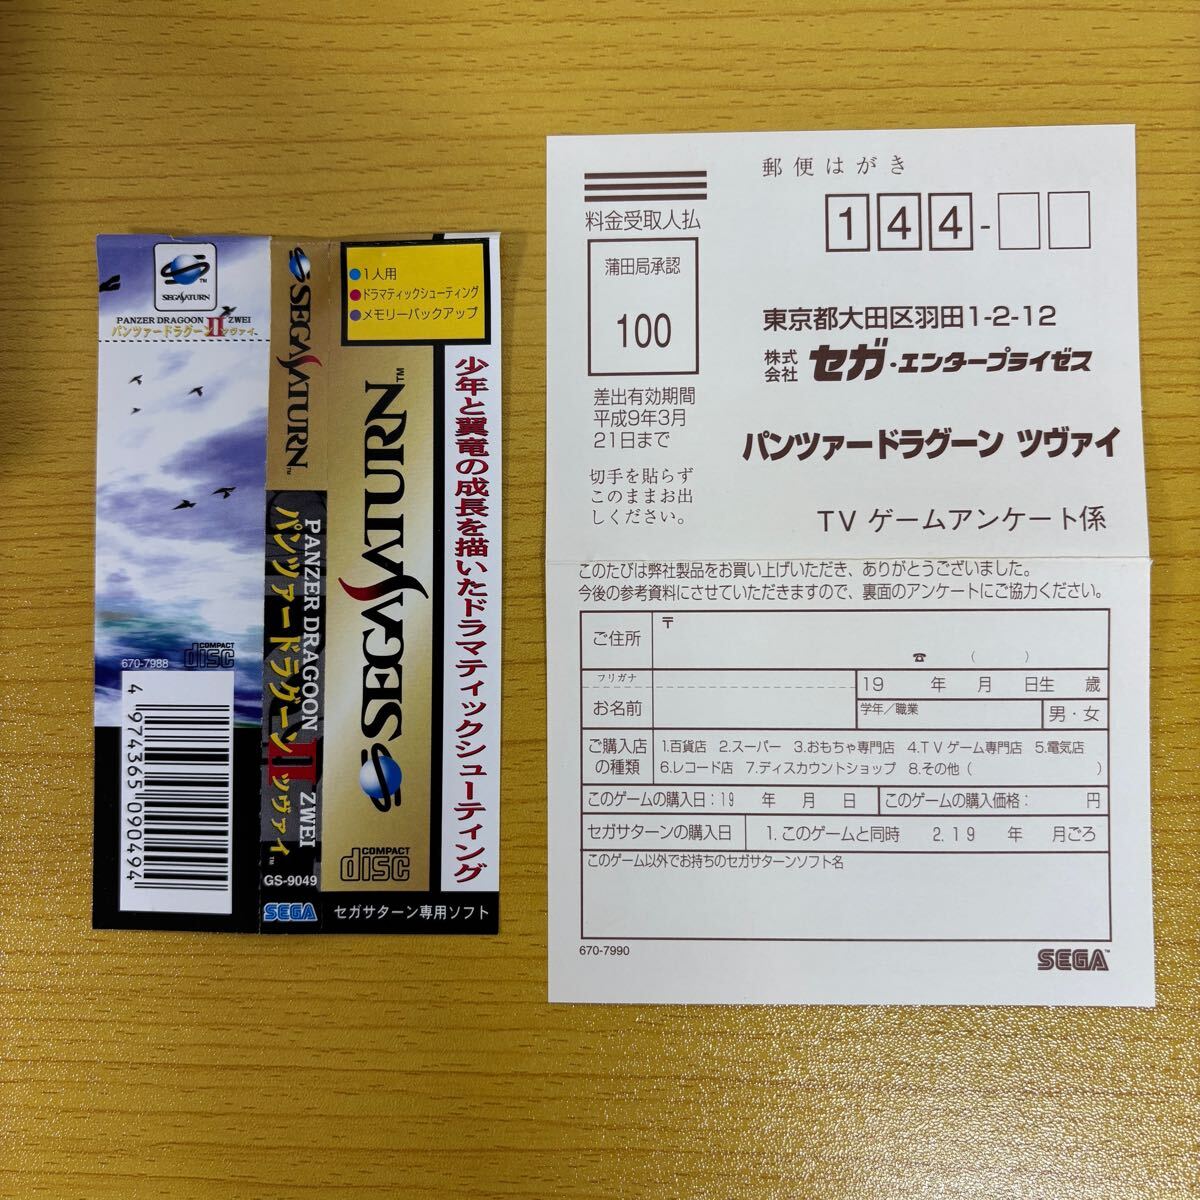 SEGA SATURN
PANZER DRAGOON II ZWEI
パンツァードラグーン ツヴァイ
COMPACT
disc
670-7988
4 974365 090494
SEGA SATURN™
PANZER DRAGOON II ZWEI
パンツァードラグーン ツヴァイ™
GS-9049
SEGA
●1人用
●ドラマティックシューティング
●メモリーバックアップ
SEGA SATURN™
COMPACT
disc
セガサターン専用ソフト
少年と翼竜の成長を描いたドラマティックシューティング
郵便はがき
144-
料金受取人払
蒲田局承認
100
差出有効期間
平成9年3月
21日まで
切手を貼らず
このままお出
しください。
東京都大田区羽田1-2-12
株式会社 セガ・エンタープライゼス
パンツァードラグーン ツヴァイ
TVゲームアンケート係
このたびは弊社製品をお買い上げいただき、ありがとうございました。
今後の参考資料にさせていただきますので、裏面のアンケートにご協力ください。
ご住所 〒
☎ ( )
フリガナ
お名前
19 年 月 日生 歳
学年/職業
男・女
ご購入店の種類
1.百貨店 2.スーパー 3.おもちゃ専門店 4.TVゲーム専門店 5.電気店
6.レコード店 7.ディスカウントショップ 8.その他( )
このゲームの購入日:19 年 月 日 このゲームの購入価格: 円
セガサターンの購入日 1.このゲームと同時 2.19 年 月ごろ
このゲーム以外でお持ちのセガサターンソフト名
670-7990
SEGA™